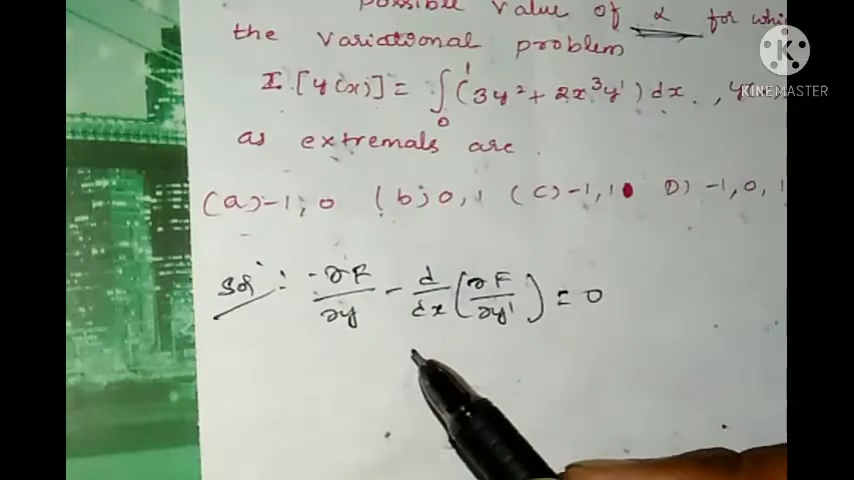 possible value of α for whi
the variational problem
I [y(x)] = ∫₀¹ (3y² + 2x³y') dx , y(
as extremals are .
(a) -1, 0 (b) 0, 1 (c) -1, 1 D) -1, 0, 1
Sol : - ∂F/∂y - d/dx (∂F/∂y') = 0
K
KINEMASTER